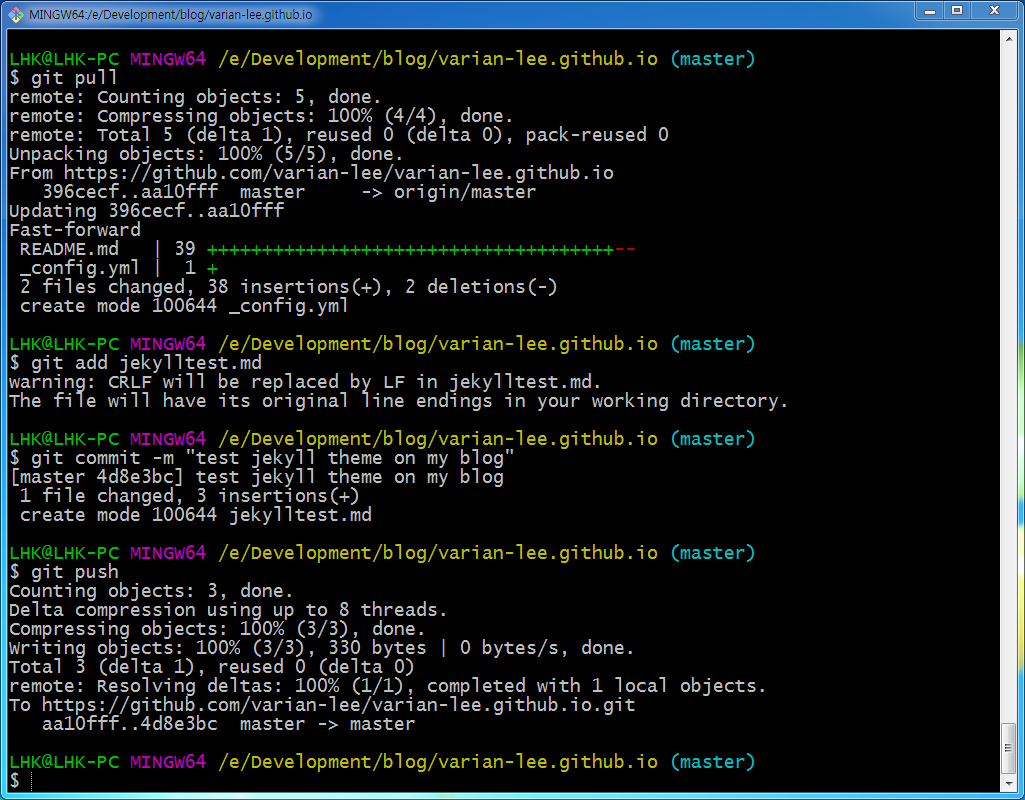 MINGW64:/e/Development/blog/varian-lee.github.io
LHK@LHK-PC MINGW64 /e/Development/blog/varian-lee.github.io (master)
$ git pull
remote: Counting objects: 5, done.
remote: Compressing objects: 100% (4/4), done.
remote: Total 5 (delta 1), reused 0 (delta 0), pack-reused 0
Unpacking objects: 100% (5/5), done.
From https://github.com/varian-lee/varian-lee.github.io
   396cecf..aa10fff  master     -> origin/master
Updating 396cecf..aa10fff
Fast-forward
 README.md   | 39 +++++++++++++++++++++++++++++++++++++--
 _config.yml |  1 +
 2 files changed, 38 insertions(+), 2 deletions(-)
 create mode 100644 _config.yml
LHK@LHK-PC MINGW64 /e/Development/blog/varian-lee.github.io (master)
$ git add jekylltest.md
warning: CRLF will be replaced by LF in jekylltest.md.
The file will have its original line endings in your working directory.
LHK@LHK-PC MINGW64 /e/Development/blog/varian-lee.github.io (master)
$ git commit -m "test jekyll theme on my blog"
[master 4d8e3bc] test jekyll theme on my blog
 1 file changed, 3 insertions(+)
 create mode 100644 jekylltest.md
LHK@LHK-PC MINGW64 /e/Development/blog/varian-lee.github.io (master)
$ git push
Counting objects: 3, done.
Delta compression using up to 8 threads.
Compressing objects: 100% (3/3), done.
Writing objects: 100% (3/3), 330 bytes | 0 bytes/s, done.
Total 3 (delta 1), reused 0 (delta 0)
remote: Resolving deltas: 100% (1/1), completed with 1 local objects.
To https://github.com/varian-lee/varian-lee.github.io.git
   aa10fff..4d8e3bc  master -> master
LHK@LHK-PC MINGW64 /e/Development/blog/varian-lee.github.io (master)
$